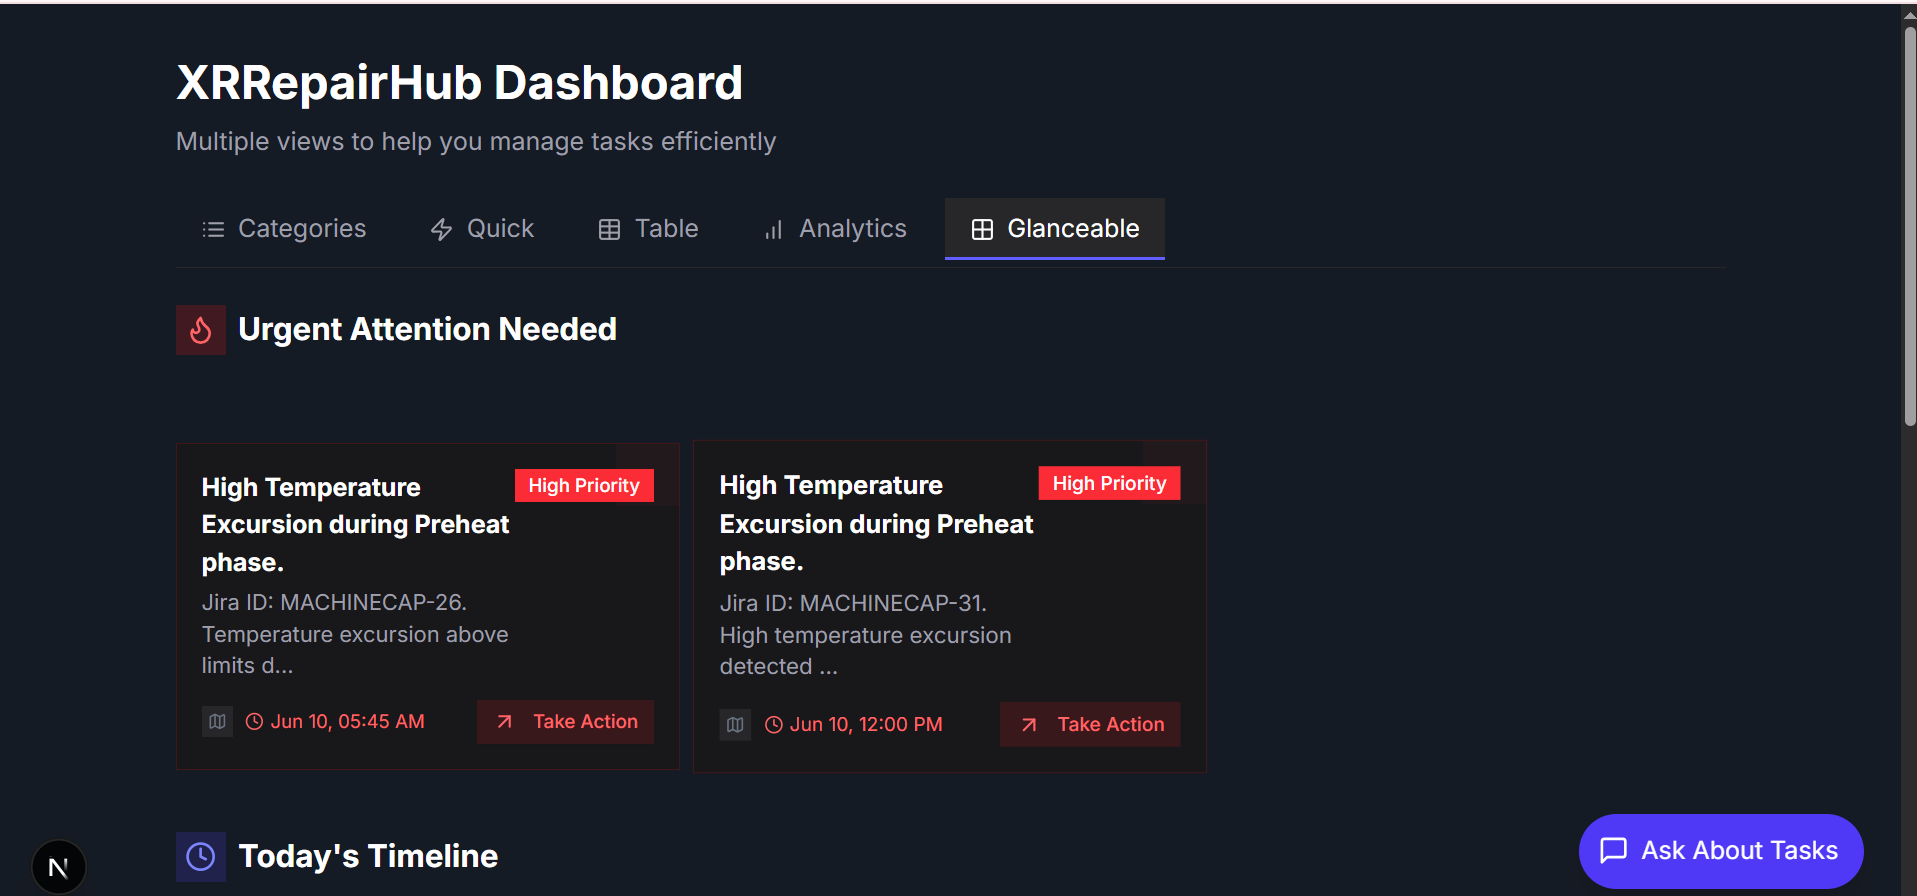 XRRepairHub Dashboard
Multiple views to help you manage tasks efficiently
Categories Quick Table Analytics Glanceable
Urgent Attention Needed
High Temperature
Excursion during Preheat
phase.
High Priority
Jira ID: MACHINECAP-26.
Temperature excursion above
limits d...
Jun 10, 05:45 AM
Take Action
High Temperature
Excursion during Preheat
phase.
High Priority
Jira ID: MACHINECAP-31.
High temperature excursion
detected ...
Jun 10, 12:00 PM
Take Action
Today's Timeline
N
Ask About Tasks